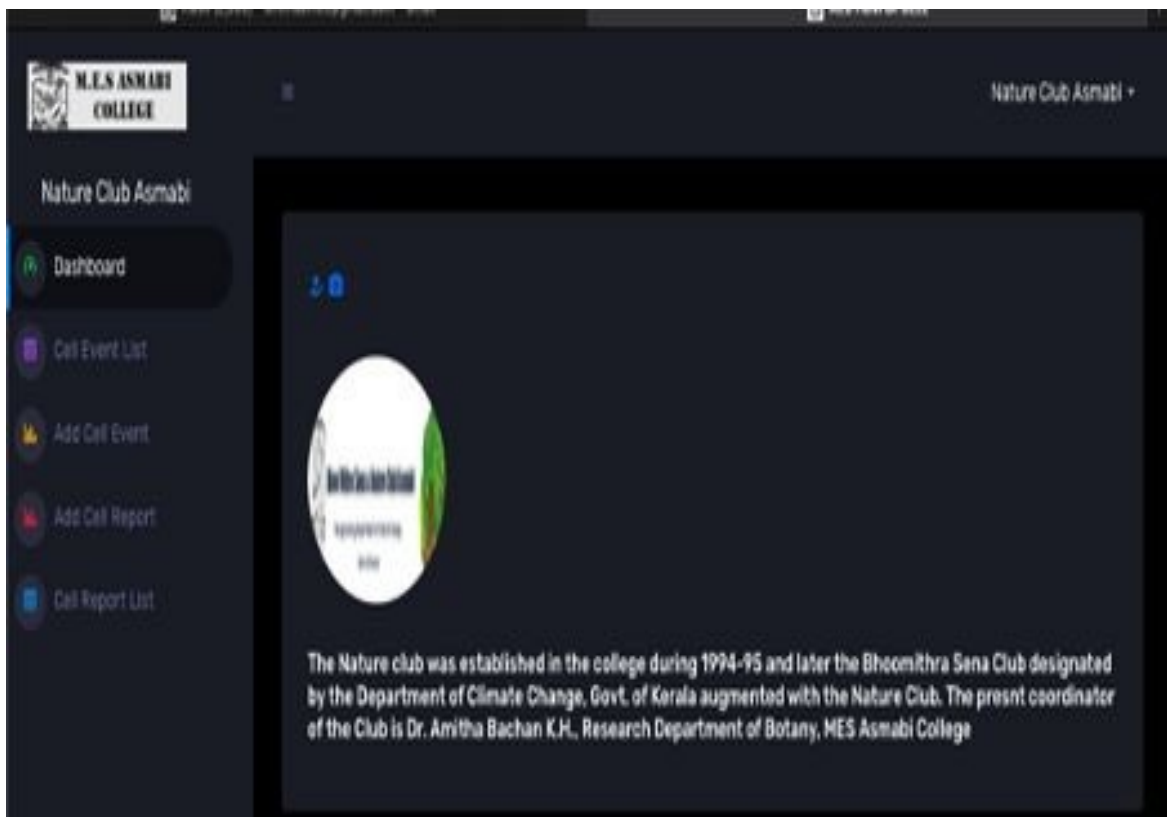 M.E.S ASMABI
COLLEGE
Nature Club Asmabi
Nature Club Asmabi
Dashboard
Cell Event List
Add Cell Event
Add Cell Report
Cell Report List
The Nature club was established in the college during 1994-95 and later the Bhoomithra Sena Club designated
by the Department of Climate Change, Govt. of Kerala augmented with the Nature Club. The presnt coordinator
of the Club is Dr. Amitha Bachan K.H., Research Department of Botany, MES Asmabi College